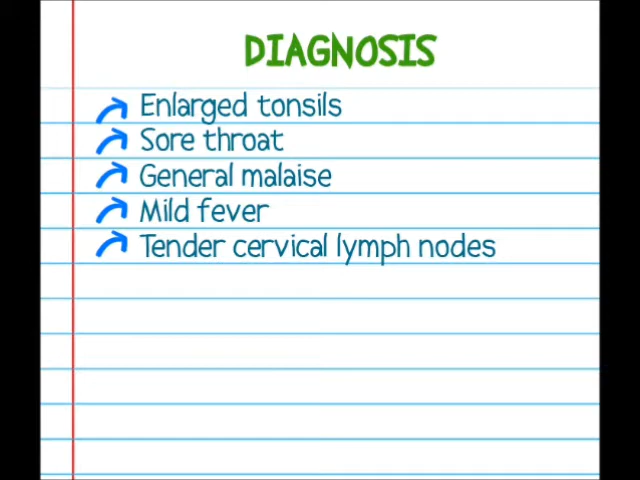 DIAGNOSIS
Enlarged tonsils
Sore throat
General malaise
Mild fever
Tender cervical lymph nodes